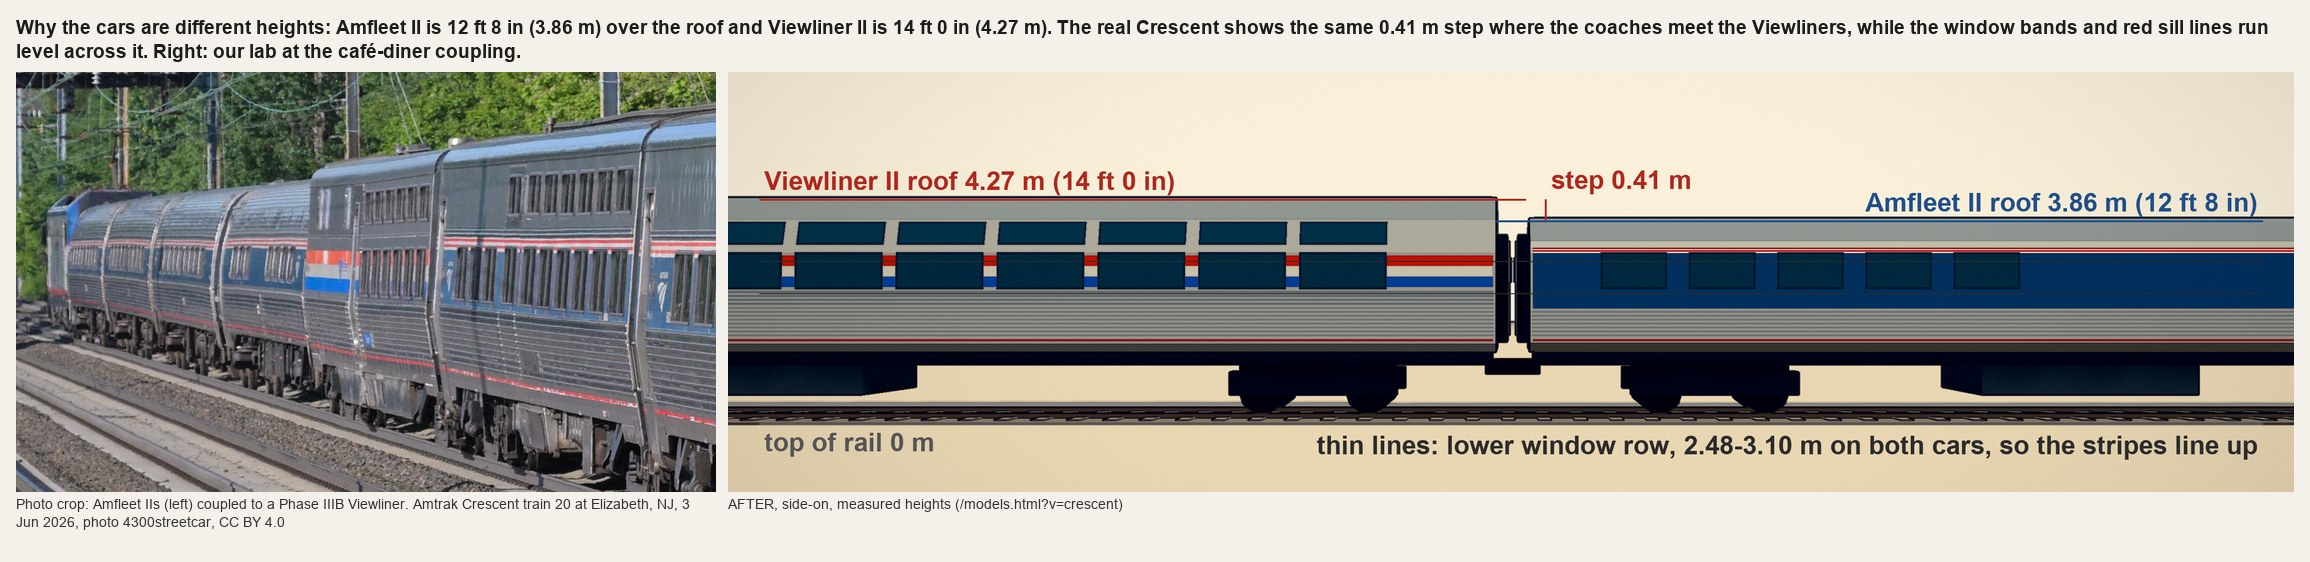 Why the cars are different heights: Amfleet II is 12 ft 8 in (3.86 m) over the roof and Viewliner II is 14 ft 0 in (4.27 m). The real Crescent shows the same 0.41 m step where the coaches meet the Viewliners, while the window bands and red sill lines run
level across it. Right: our lab at the café-diner coupling.
Viewliner II roof 4.27 m (14 ft 0 in)
step 0.41 m
Amfleet II roof 3.86 m (12 ft 8 in)
top of rail 0 m
thin lines: lower window row, 2.48-3.10 m on both cars, so the stripes line up
Photo crop: Amfleet IIs (left) coupled to a Phase IIIB Viewliner. Amtrak Crescent train 20 at Elizabeth, NJ, 3
Jun 2026, photo 4300streetcar, CC BY 4.0
AFTER, side-on, measured heights (/models.html?v=crescent)